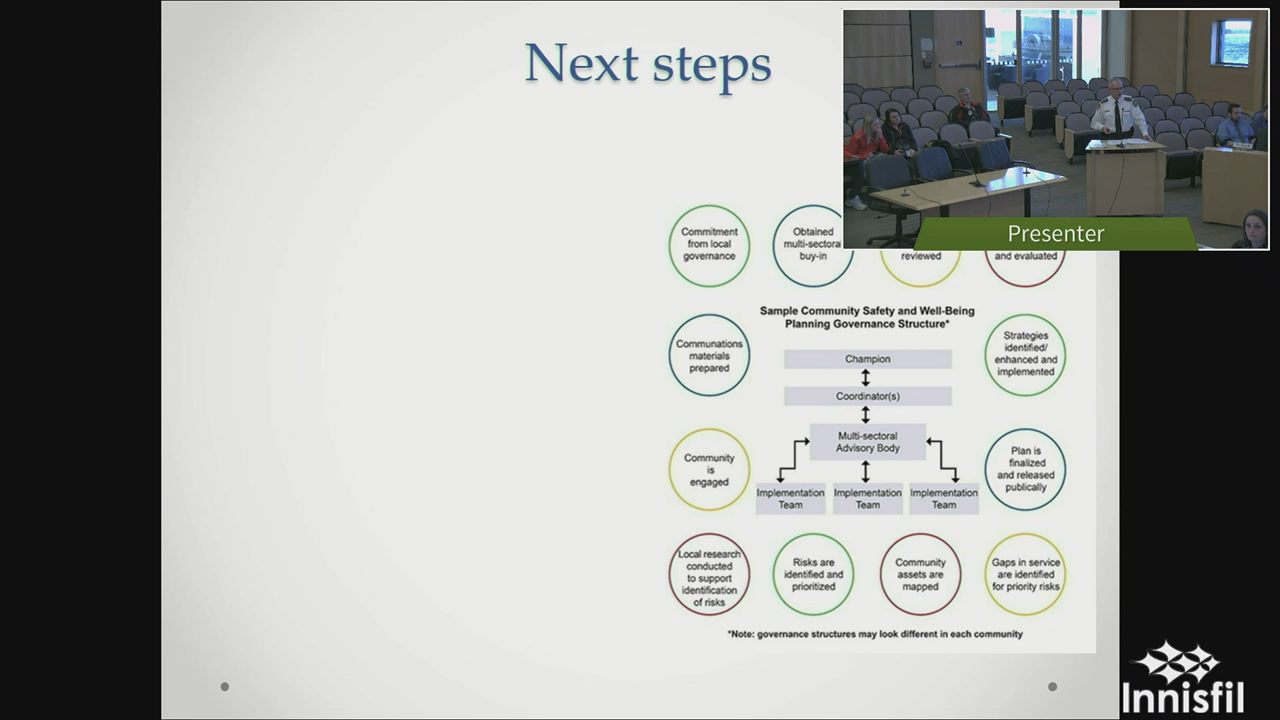 Next steps
Presenter
Commitment
from local
governance
Obtained
multi-sectoral
buy-in
reviewed
and evaluated
Sample Community Safety and Well-Being
Planning Governance Structure*
Communations
materials
prepared
Champion
Coordinator(s)
Multi-sectoral
Advisory Body
Implementation
Team
Implementation
Team
Implementation
Team
Strategies
identified/
enhanced and
implemented
Community
is
engaged
Plan is
finalized
and released
publically
Local research
conducted
to support
identification
of risks
Risks are
identified and
prioritized
Community
assets are
mapped
Gaps in service
are identified
for priority risks
*Note: governance structures may look different in each community
Innisfil